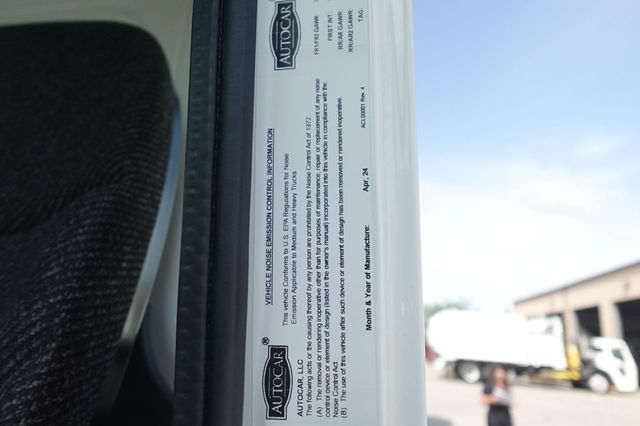 AUTOCAR
VEHICLE NOISE EMISSION CONTROL INFORMATION
This vehicle Conforms to U.S. EPA Regulations for Noise
Emission Applicable to Medium and Heavy Trucks.
AUTOCAR, LLC
The following acts or the causing thereof by any person are prohibited by the Noise Control Act of 1972:
(A) The removal or rendering inoperative other than for purposes of maintenance, repair or replacement of any noise
control device or element of design (listed in the owner's manual) incorporated into this vehicle in compliance with the
Noise Control Act.
(B) The use of this vehicle after such device or element of design has been removed or rendered inoperative.
Month & Year of Manufacture: Apr, 24
ACL00001 Rev. 4
AUTOCAR
FR1/FR2 GAWR:
FIRST INT:
RR/AR GAWR:
RR/AR2 GAWR:
TAG: